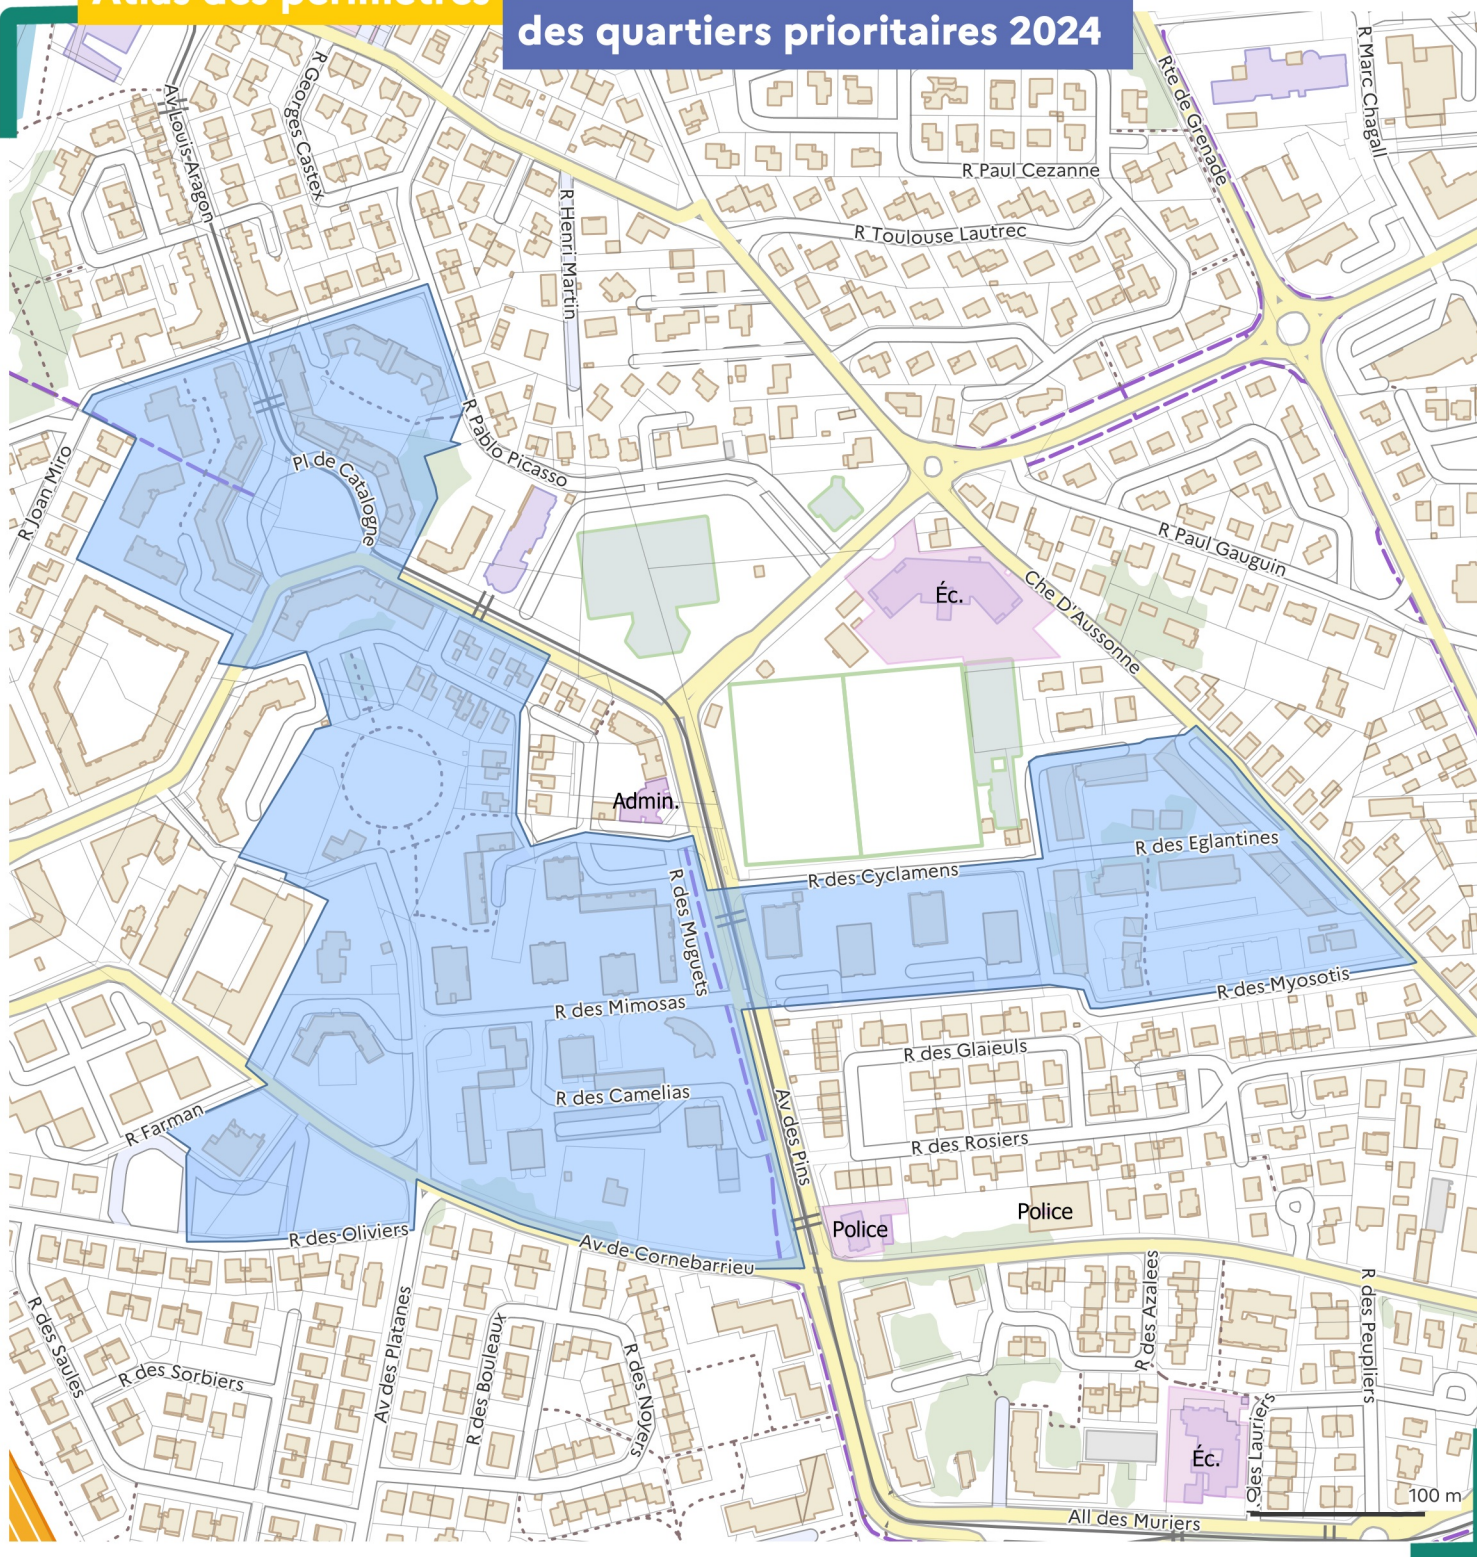 Atlas des périmètres
des quartiers prioritaires 2024
Rte de Grenade
R Marc Chagall
R Georges Castex
Av Louis Aragon
R Paul Cezanne
R Henri Martin
R Toulouse Lautrec
R Pablo Picasso
R Joan Miro
Pl de Catalogne
R Paul Gauguin
Éc.
Che D'Aussonne
Admin.
R des Eglantines
R des Cyclamens
R des Muguets
R des Myosotis
R des Mimosas
R des Glaieuls
R des Camelias
R Farman
Av des Pins
R des Rosiers
Police
Police
R des Oliviers
Av de Cornebarrieu
R des Azalees
R des Peupliers
R des Saules
Av des Platanes
R des Bouleaux
R des Sorbiers
R des Noyers
R des Lauriers
Éc.
100 m
All des Muriers